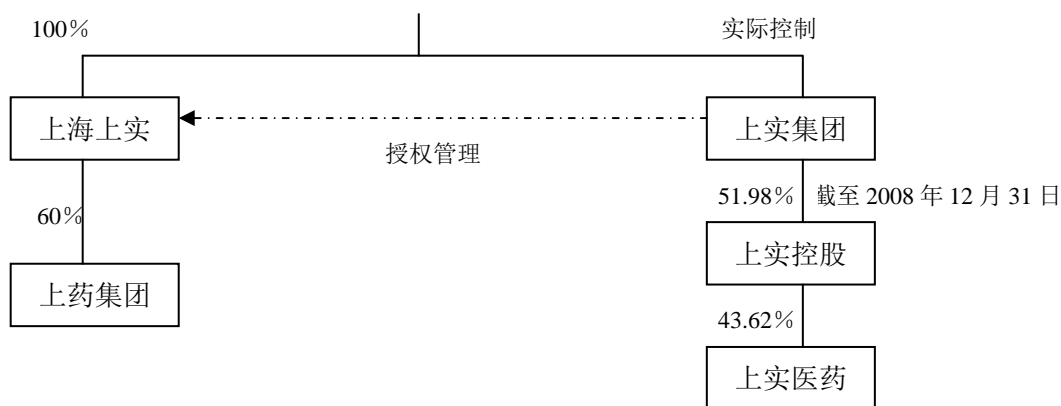 100%
实际控制
上海上实
上实集团
授权管理
51.98%
截至 2008 年 12 月 31 日
60%
上实控股
上药集团
43.62%
上实医药